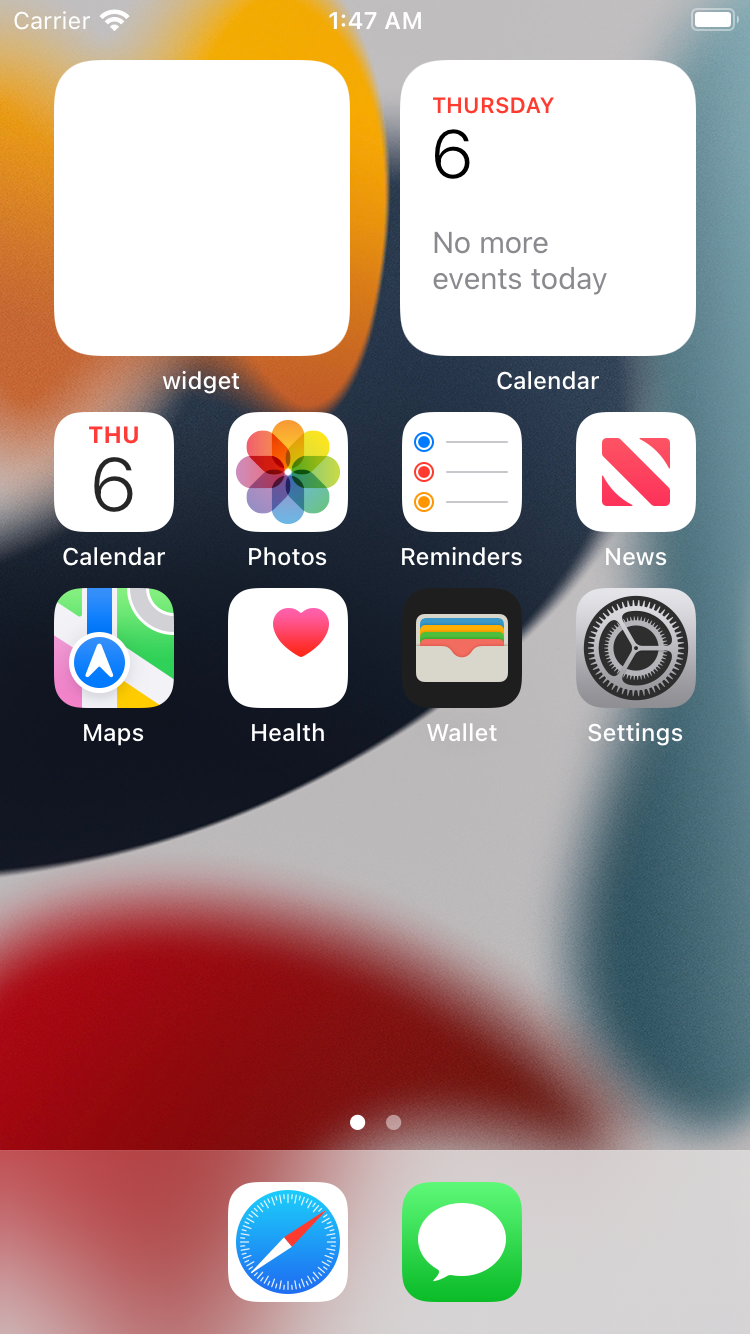 Carrier 1:47 AM
THURSDAY
6
No more
events today
widget Calendar
THU
6
Calendar Photos Reminders News
Maps Health Wallet Settings